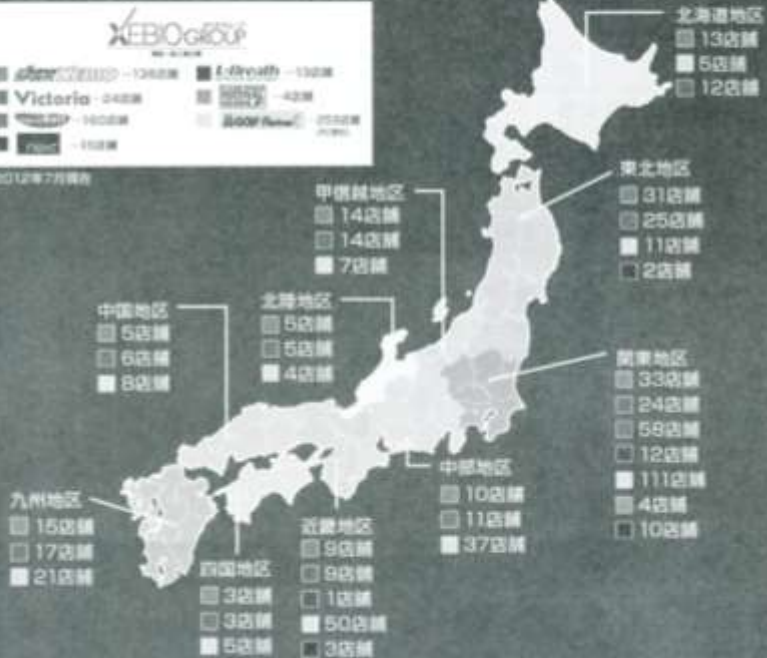 XEBIO GROUP
Victoria
L-Breath
next
2012年7月現在
北海道地区
13店舗
5店舗
12店舗
東北地区
31店舗
25店舗
11店舗
2店舗
甲信越地区
14店舗
14店舗
7店舗
北陸地区
5店舗
5店舗
4店舗
中国地区
5店舗
6店舗
8店舗
関東地区
33店舗
24店舗
58店舗
12店舗
111店舗
4店舗
10店舗
中部地区
10店舗
11店舗
37店舗
九州地区
15店舗
17店舗
21店舗
四国地区
3店舗
3店舗
5店舗
近畿地区
9店舗
9店舗
1店舗
50店舗
3店舗